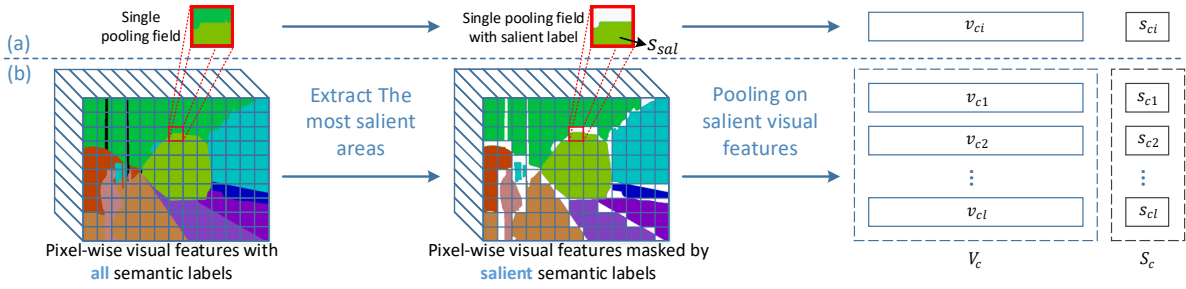 (a)
Single
pooling field
Single pooling field
with salient label
s_sal
v_ci
s_ci
(b)
Extract The
most salient
areas
Pooling on
salient visual
features
v_c1
s_c1
v_c2
s_c2
⋮
⋮
v_cl
s_cl
Pixel-wise visual features with
all semantic labels
Pixel-wise visual features masked by
salient semantic labels
V_c
S_c